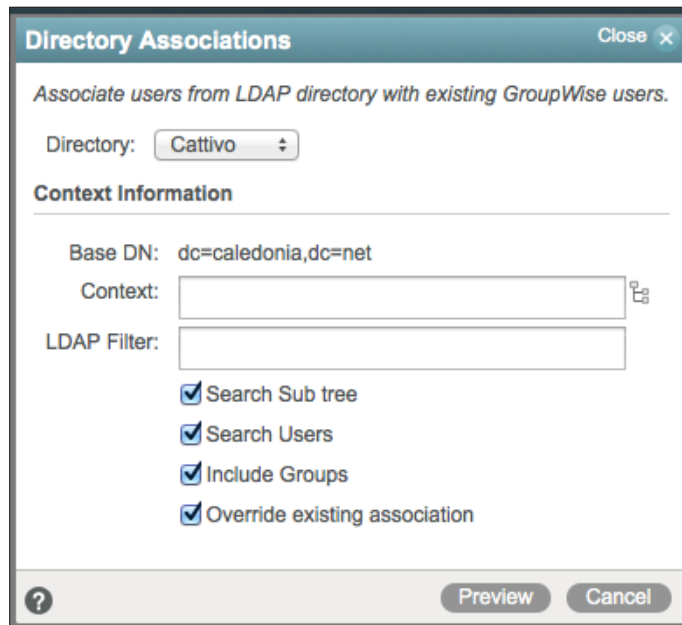 Directory Associations Close
Associate users from LDAP directory with existing GroupWise users.
Directory: Cattivo
Context Information
Base DN: dc=caledonia,dc=net
Context:
LDAP Filter:
Search Sub tree
Search Users
Include Groups
Override existing association
? Preview Cancel